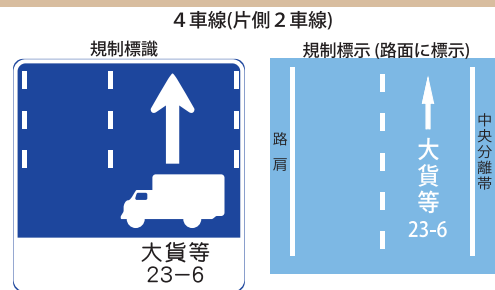 4車線(片側2車線)
規制標識
規制標示(路面に標示)
大貨等
23-6
路肩
大貨等
23-6
中央分離帯